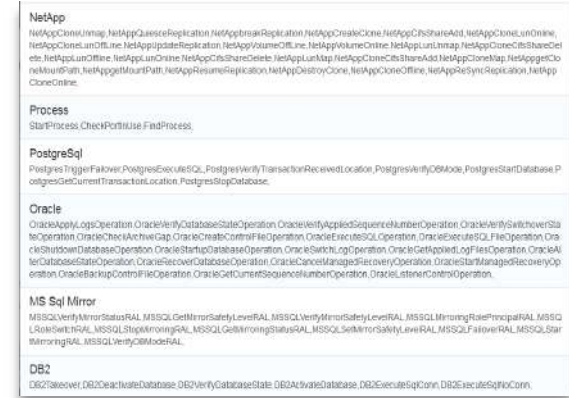 NetApp
NetAppCloneUnmap,NetAppQuiesceReplication,NetAppbreakReplication,NetAppCreateClone,NetAppCifsShareAdd,NetAppCloneLunOnline,
NetAppCloneLunOffLine,NetAppUpdateReplication,NetAppVolumeOffLine,NetAppVolumeOnline,NetAppLunUnmap,NetAppCloneCifsShareDel
ete,NetAppLunOffline,NetAppLunOnline,NetAppCifsShareDelete,NetAppLunMap,NetAppCloneCifsShareAdd,NetAppCloneMap,NetAppgetClo
neMountPath,NetAppgetMountPath,NetAppResumeReplication,NetAppDestroyClone,NetAppCloneOffline,NetAppReSyncReplication,NetApp
CloneOnline,
Process
StartProcess,CheckPortInUse,FindProcess,
PostgreSql
PostgresTriggerFailover,PostgresExecuteSQL,PostgresVerifyTransactionReceivedLocation,PostgresVerifyDBMode,PostgresStartDatabase,P
ostgresGetCurrentTransactionLocation,PostgresStopDatabase,
Oracle
OracleApplyLogsOperation,OracleVerifyDatabaseStateOperation,OracleVerifyAppliedSequenceNumberOperation,OracleVerifySwitchoverSta
teOperation,OracleCheckArchiveGap,OracleCreateControlFileOperation,OracleExecuteSQLOperation,OracleExecuteSQLFileOperation,Ora
cleShutdownDatabaseOperation,OracleStartupDatabaseOperation,OracleSwitchLogOperation,OracleGetAppliedLogFilesOperation,OracleAl
terDatabaseStateOperation,OracleRecoverDatabaseOperation,OracleCancelManagedRecoveryOperation,OracleStartManagedRecoveryOp
eration,OracleBackupControlFileOperation,OracleGetCurrentSequenceNumberOperation,OracleListenerControlOperation,
MS Sql Mirror
MSSQLVerifyMirrorStatusRAL,MSSQLGetMirrorSafetyLevelRAL,MSSQLVerifyMirrorSafetyLevelRAL,MSSQLMirroringRolePrincipalRAL,MSSQ
LRoleSwitchRAL,MSSQLStopMirroringRAL,MSSQLGetMirroringStatusRAL,MSSQLSetMirrorSafetyLevelRAL,MSSQLFailoverRAL,MSSQLStar
tMirroringRAL,MSSQLVerifyDBModeRAL,
DB2
DB2Takeover,DB2DeactivateDatabase,DB2VerifyDatabaseState,DB2ActivateDatabase,DB2ExecuteSqlConn,DB2ExecuteSqlNoConn,